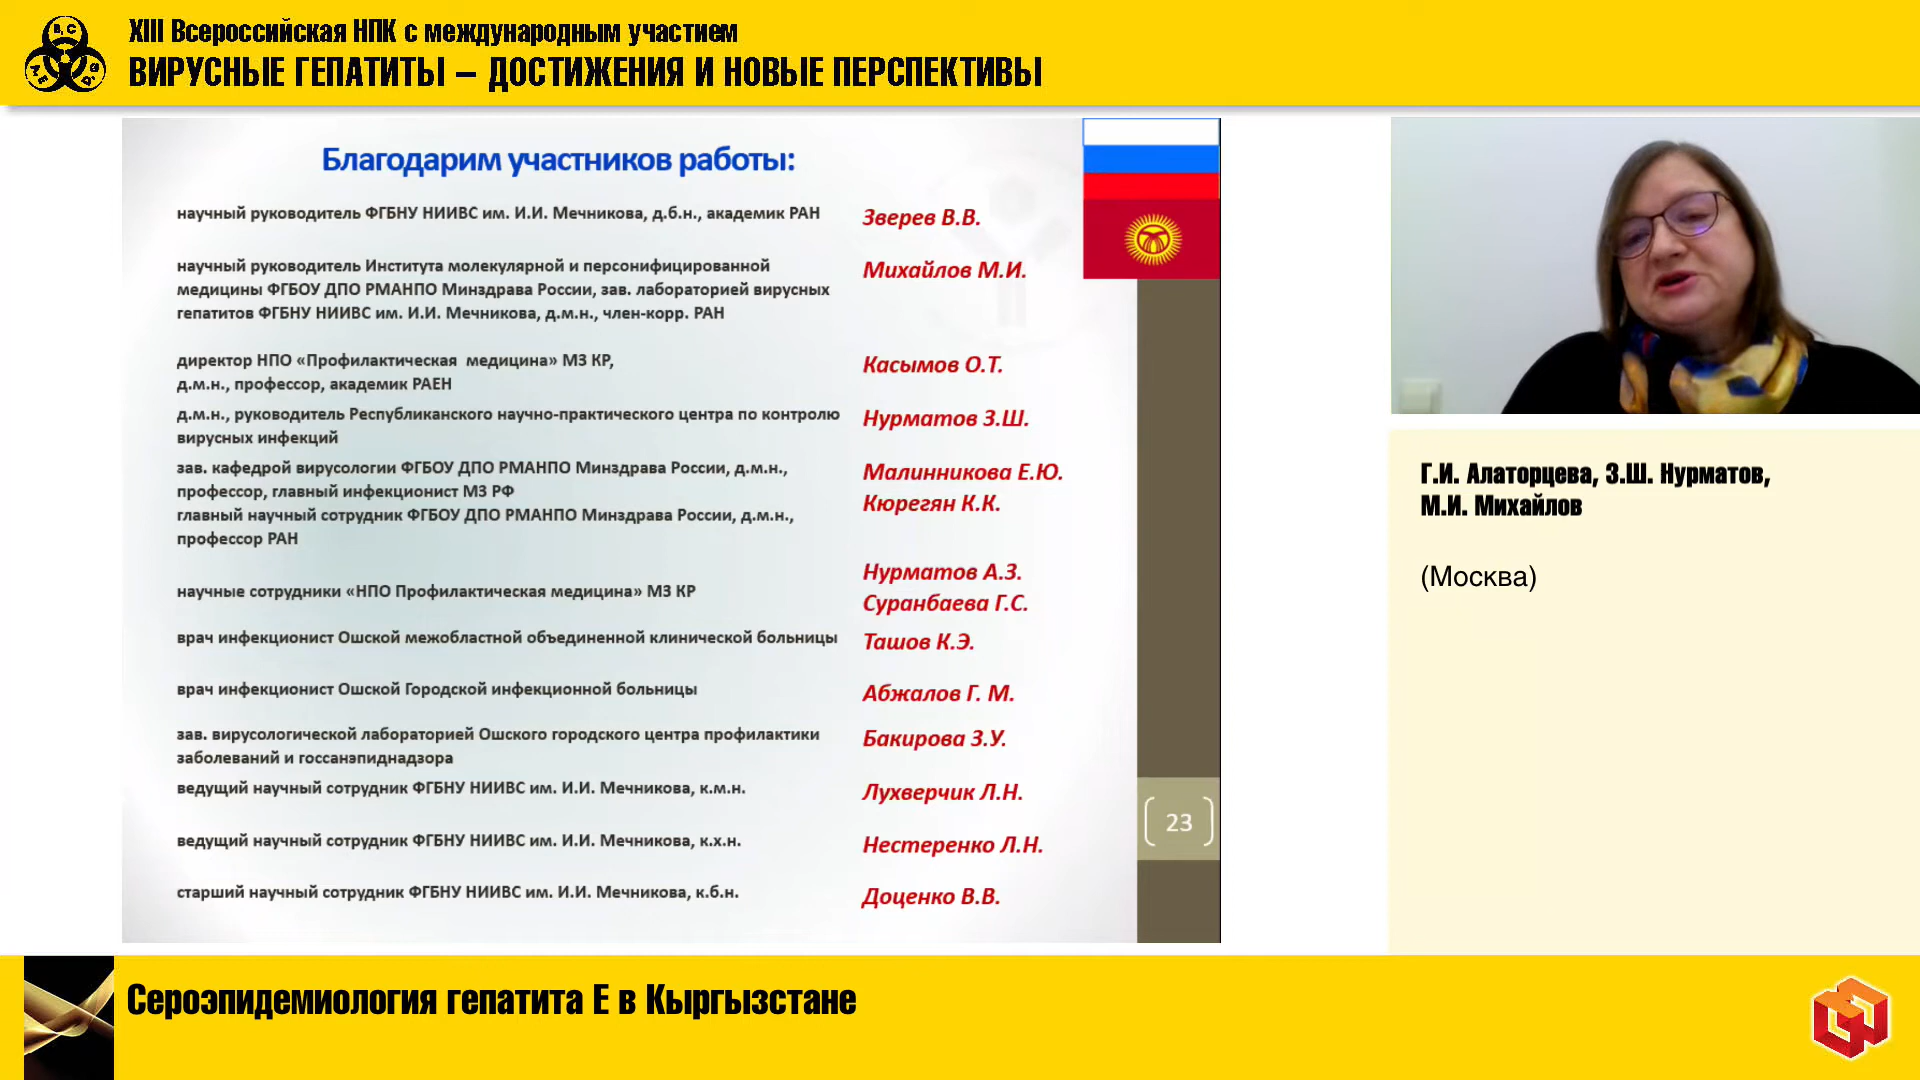 XIII Всероссийская НПК с международным участием
ВИРУСНЫЕ ГЕПАТИТЫ – ДОСТИЖЕНИЯ И НОВЫЕ ПЕРСПЕКТИВЫ
Благодарим участников работы:
научный руководитель ФГБНУ НИИВС им. И.И. Мечникова, д.б.н., академик РАН
Зверев В.В.
научный руководитель Института молекулярной и персонифицированной
медицины ФГБОУ ДПО РМАНПО Минздрава России, зав. лабораторией вирусных
гепатитов ФГБНУ НИИВС им. И.И. Мечникова, д.м.н., член-корр. РАН
Михайлов М.И.
директор НПО «Профилактическая медицина» МЗ КР,
д.м.н., профессор, академик РАЕН
Касымов О.Т.
д.м.н., руководитель Республиканского научно-практического центра по контролю
вирусных инфекций
Нурматов З.Ш.
зав. кафедрой вирусологии ФГБОУ ДПО РМАНПО Минздрава России, д.м.н.,
профессор, главный инфекционист МЗ РФ
Малинникова Е.Ю.
главный научный сотрудник ФГБОУ ДПО РМАНПО Минздрава России, д.м.н.,
профессор РАН
Кюрегян К.К.
научные сотрудники «НПО Профилактическая медицина» МЗ КР
Нурматов А.З.
Суранбаева Г.С.
врач инфекционист Ошской межобластной объединенной клинической больницы
Ташов К.Э.
врач инфекционист Ошской Городской инфекционной больницы
Абжалов Г. М.
зав. вирусологической лабораторией Ошского городского центра профилактики
заболеваний и госсанэпиднадзора
Бакирова З.У.
ведущий научный сотрудник ФГБНУ НИИВС им. И.И. Мечникова, к.м.н.
Лухверчик Л.Н.
ведущий научный сотрудник ФГБНУ НИИВС им. И.И. Мечникова, к.х.н.
Нестеренко Л.Н.
старший научный сотрудник ФГБНУ НИИВС им. И.И. Мечникова, к.б.н.
Доценко В.В.
23
Г.И. Алаторцева, З.Ш. Нурматов,
М.И. Михайлов
(Москва)
Сероэпидемиология гепатита Е в Кыргызстане